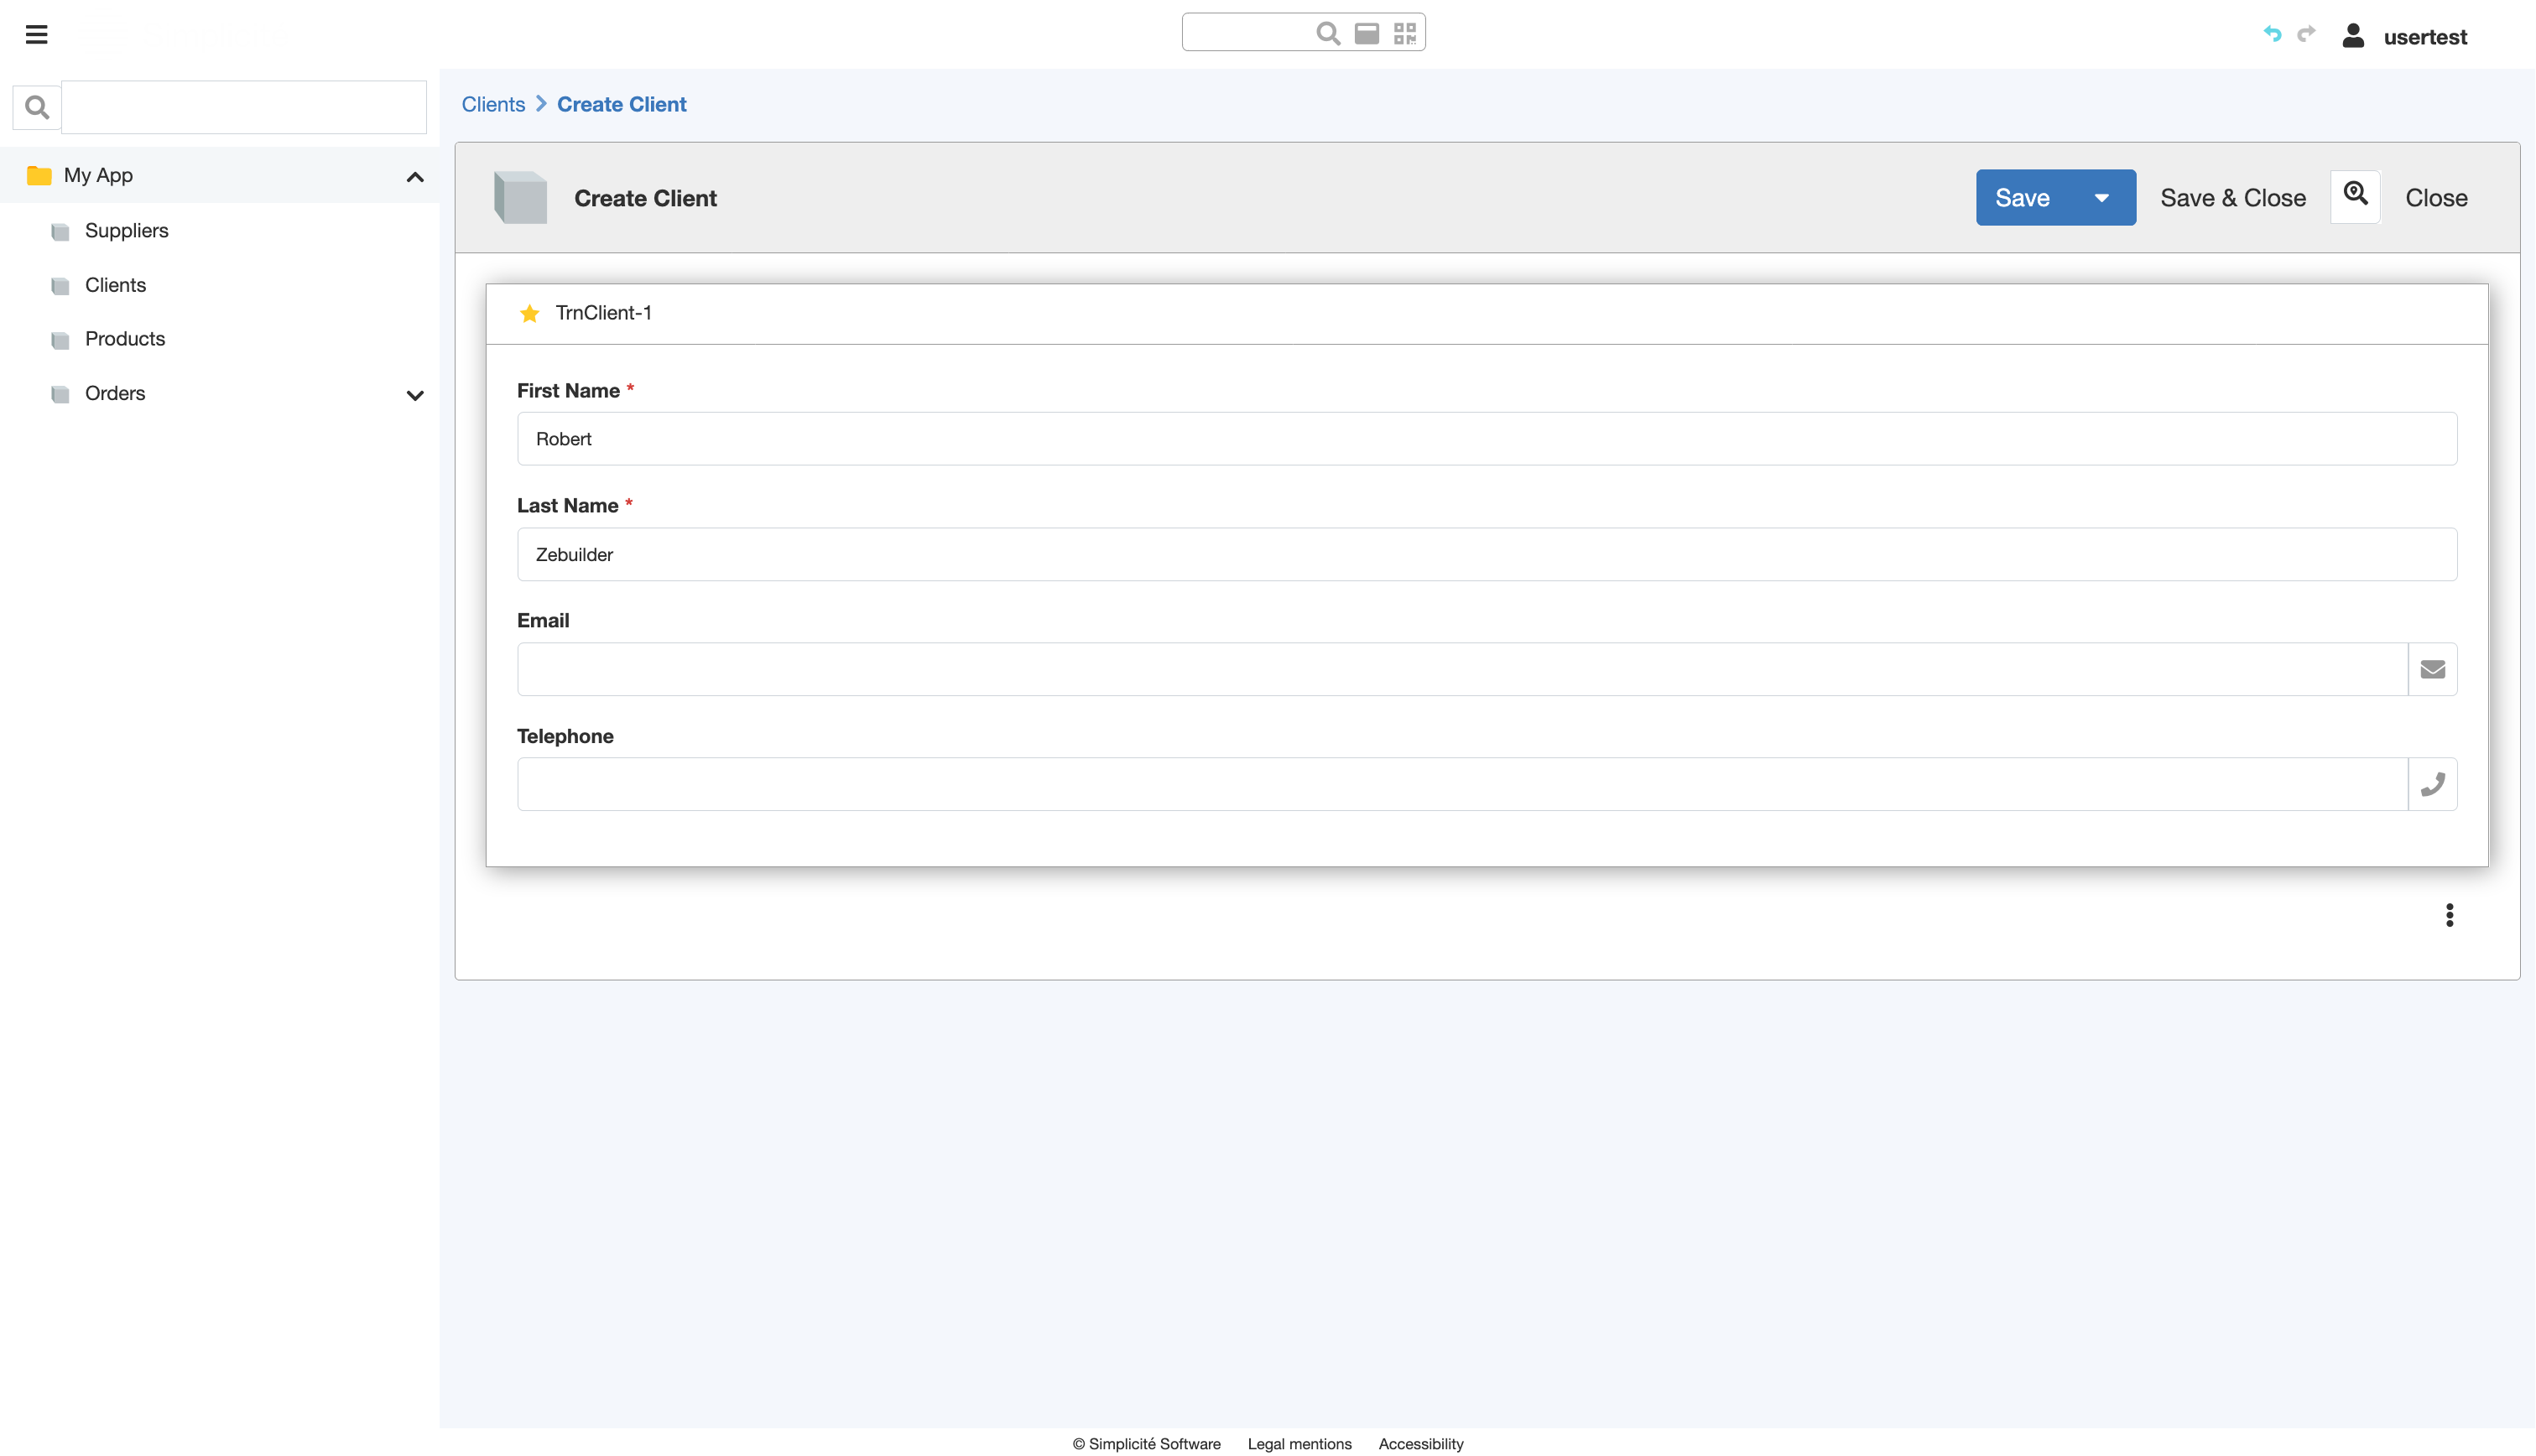 usertest
Clients Create Client
My App
Suppliers
Clients
Products
Orders
Create Client
Save Save & Close Close
TrnClient-1
First Name *
Robert
Last Name *
Zebuilder
Email
Telephone
© Simplicité Software Legal mentions Accessibility